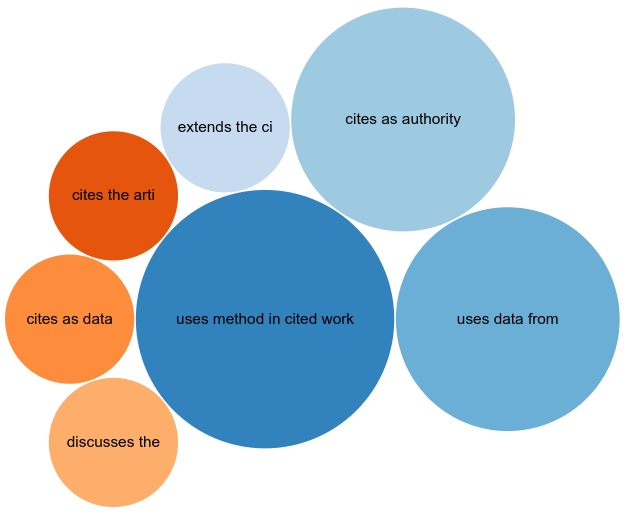 cites as authority
extends the ci
cites the arti
cites as data
uses method in cited work
uses data from
discusses the